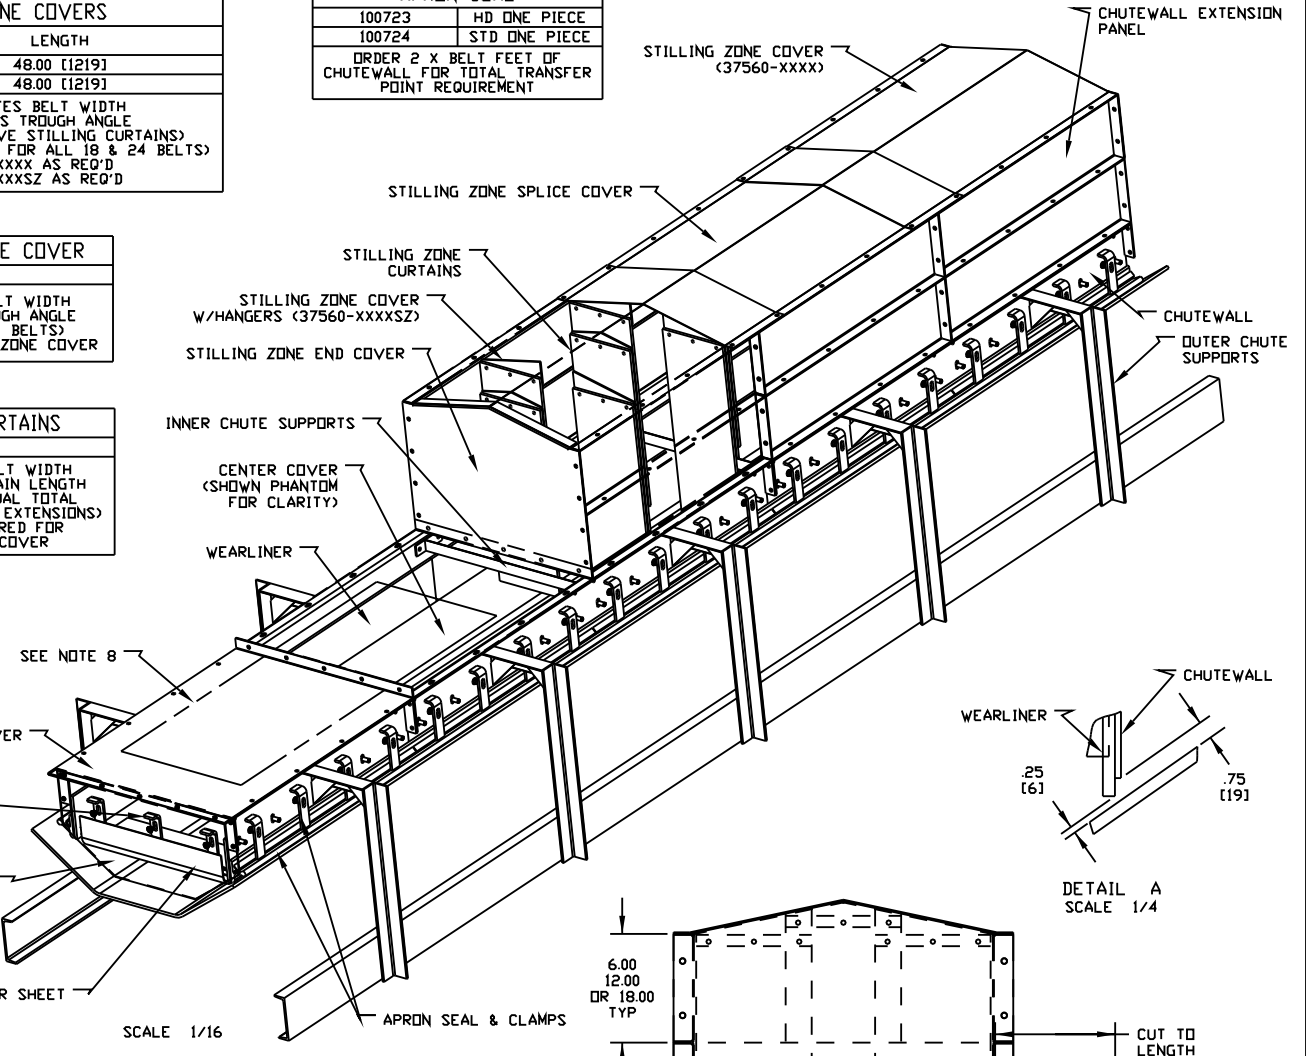 NE COVERS
LENGTH
48.00 [1219]
48.00 [1219]
TES BELT WIDTH
S TROUGH ANGLE
VE STILLING CURTAINS)
FOR ALL 18 & 24 BELTS)
XXXX AS REQ'D
XXXSZ AS REQ'D
100723 HD ONE PIECE
100724 STD ONE PIECE
ORDER 2 X BELT FEET OF
CHUTEWALL FOR TOTAL TRANSFER
POINT REQUIREMENT
E COVER
LT WIDTH
UGH ANGLE
BELTS)
ZONE COVER
RTAINS
LT WIDTH
AIN LENGTH
UAL TOTAL
EXTENSIONS)
RED FOR
COVER
CHUTEWALL EXTENSION
PANEL
STILLING ZONE COVER
(37560-XXXX)
STILLING ZONE SPLICE COVER
STILLING ZONE
CURTAINS
STILLING ZONE COVER
W/HANGERS (37560-XXXXSZ)
STILLING ZONE END COVER
INNER CHUTE SUPPORTS
CENTER COVER
(SHOWN PHANTOM
FOR CLARITY)
WEARLINER
SEE NOTE 8
VER
R SHEET
SCALE 1/16
APRON SEAL & CLAMPS
CHUTEWALL
OUTER CHUTE
SUPPORTS
CHUTEWALL
WEARLINER
.25
[6]
.75
[19]
DETAIL A
SCALE 1/4
6.00
12.00
OR 18.00
TYP
CUT TO
LENGTH